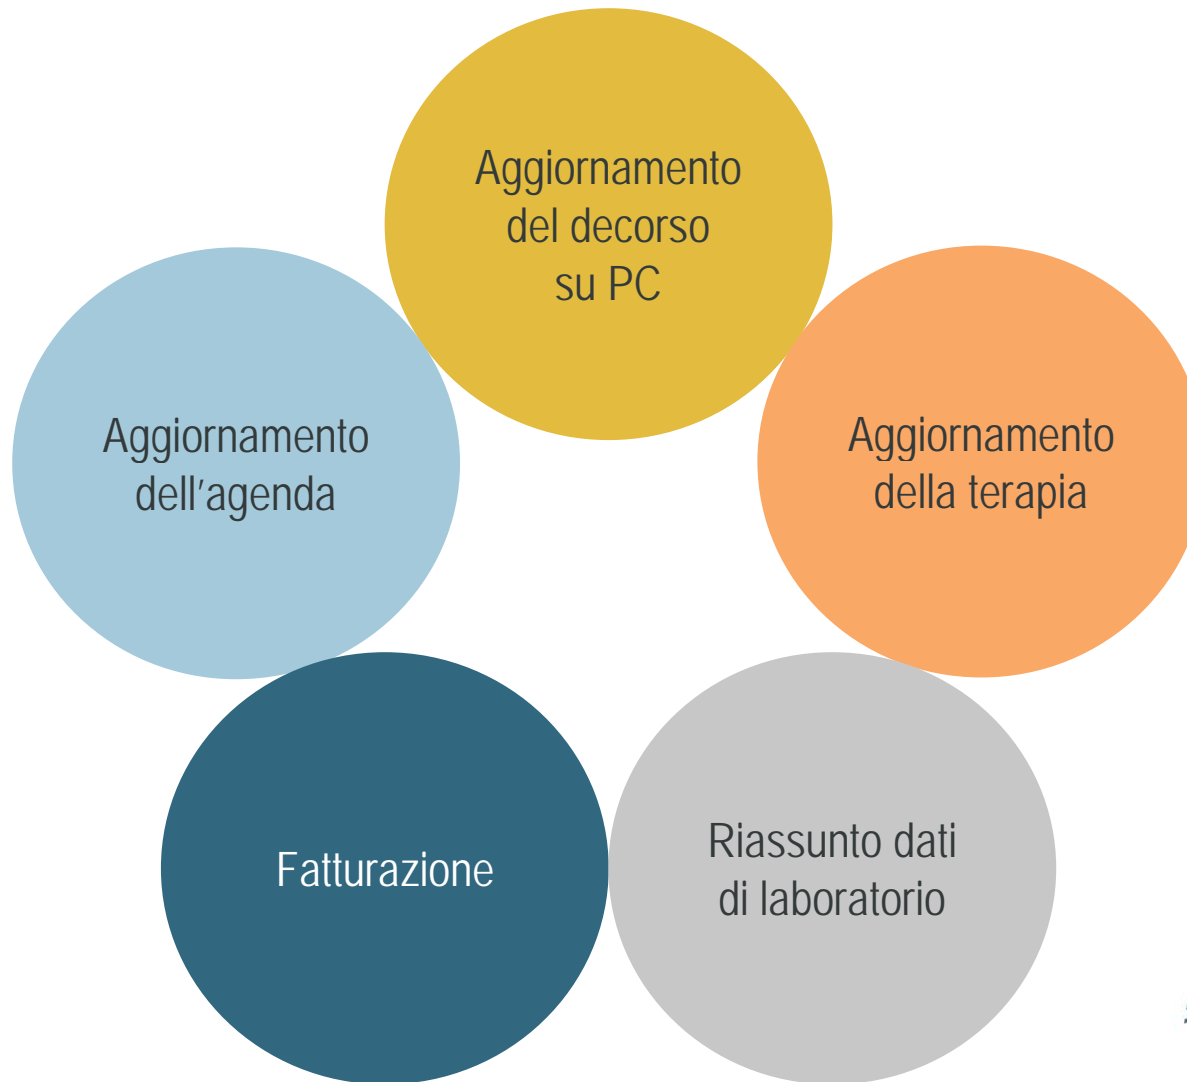 Aggiornamento
del decorso
su PC
Aggiornamento
dell'agenda
Aggiornamento
della terapia
Fatturazione
Riassunto dati
di laboratorio